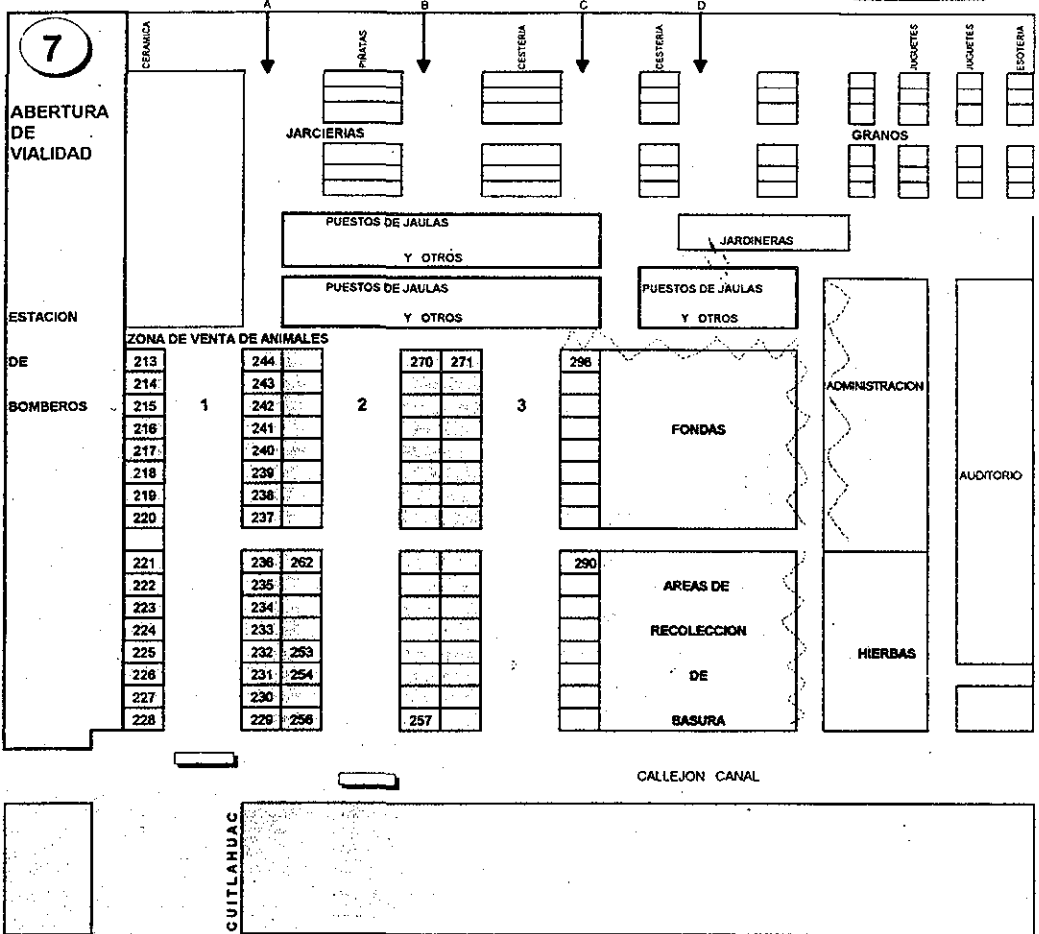 A B C D
7
CERAMICA
PIÑATAS
CESTERIA
CESTERIA
JUGUETES
JUGUETES
ESOTERIA
ABERTURA
DE
VIALIDAD
JARCIERIAS
GRANOS
PUESTOS DE JAULAS
Y OTROS
JARDINERAS
PUESTOS DE JAULAS
Y OTROS
PUESTOS DE JAULAS
Y OTROS
ESTACION
DE
BOMBEROS
ZONA DE VENTA DE ANIMALES
213 244 270 271 296
214 243
215 1 242 2 3
216 241
217 240
218 239
219 238
220 237
FONDAS
ADMINISTRACION
AUDITORIO
221 236 262 290
222 235
223 234
224 233
225 232 253
226 231 254
227 230
228 229 256 257
AREAS DE
RECOLECCION
DE
BASURA
HIERBAS
CALLEJON CANAL
CUITLAHUAC